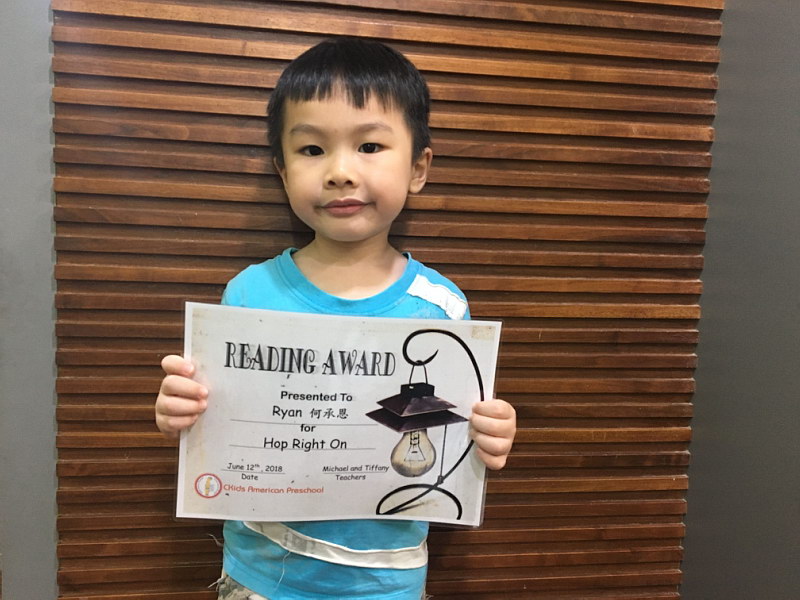 READING AWARD
Presented To
Ryan 何承恩
for
Hop Right On
June 12th, 2018
Michael and Tiffany
Date
Teachers
CKids American Preschool